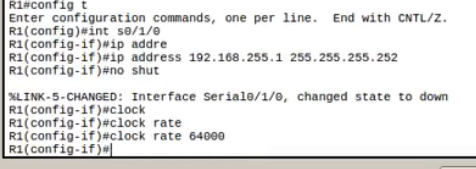 R1#config t
Enter configuration commands, one per line.  End with CNTL/Z.
R1(config)#int s0/1/0
R1(config-if)#ip addre
R1(config-if)#ip address 192.168.255.1 255.255.255.252
R1(config-if)#no shut

%LINK-5-CHANGED: Interface Serial0/1/0, changed state to down
R1(config-if)#clock
R1(config-if)#clock rate
R1(config-if)#clock rate 64000
R1(config-if)#